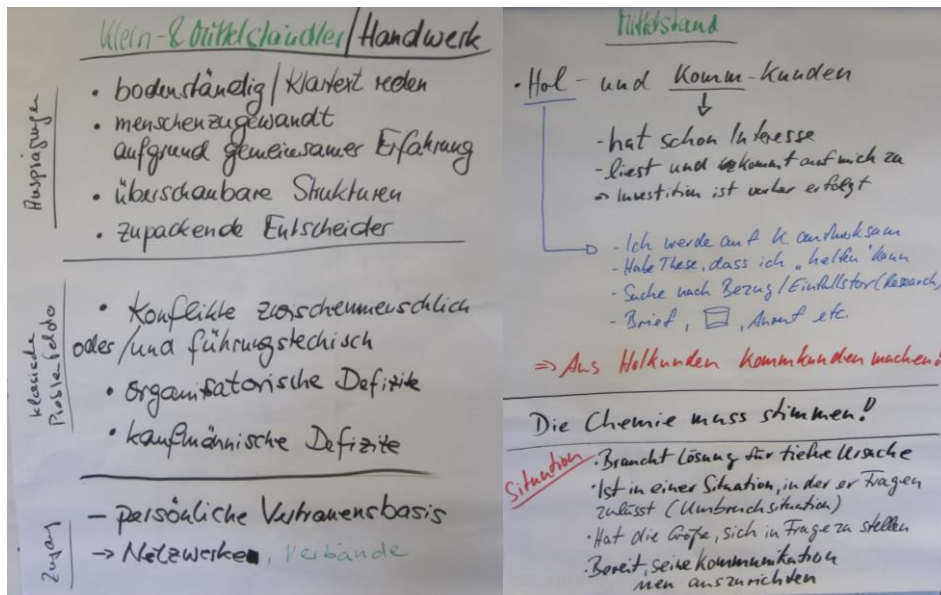 Klein- & Mittelständler/Handwerk
Ausprägungen
• bodenständig/Klartext reden
• menschenzugewandt
aufgrund gemeinsamer Erfahrung
• überschaubare Strukturen
• zupackende Entscheider
klassische
Problemfelder
• Konflikte zwischenmenschlich
oder/und führungstechisch
• organisatorische Defizite
• kaufmännische Defizite
Zugang
- persönliche Vertrauensbasis
→ Netzwerke, Verbände
Mittelstand
• Hol- und Komm-Kunden
- hat schon Interesse
- liest und kommt auf mich zu
→ Investition ist vorher erfolgt
- Ich werde auf K. aufmerksam
- Habe These, dass ich "helfen" kann
- Suche nach Bezug/Einfallstor (Research)
- Brief, Anruf etc.
⇒ Aus Holkunden Kommkunden machen!
Die Chemie muss stimmen!
Situation
• Braucht Lösung für tiefere Ursache
• Ist in einer Situation, in der er Fragen
zulässt (Umbruchsituation)
• Hat die Größe, sich in Frage zu stellen
• Bereit, seine Kommunikation
neu auszurichten